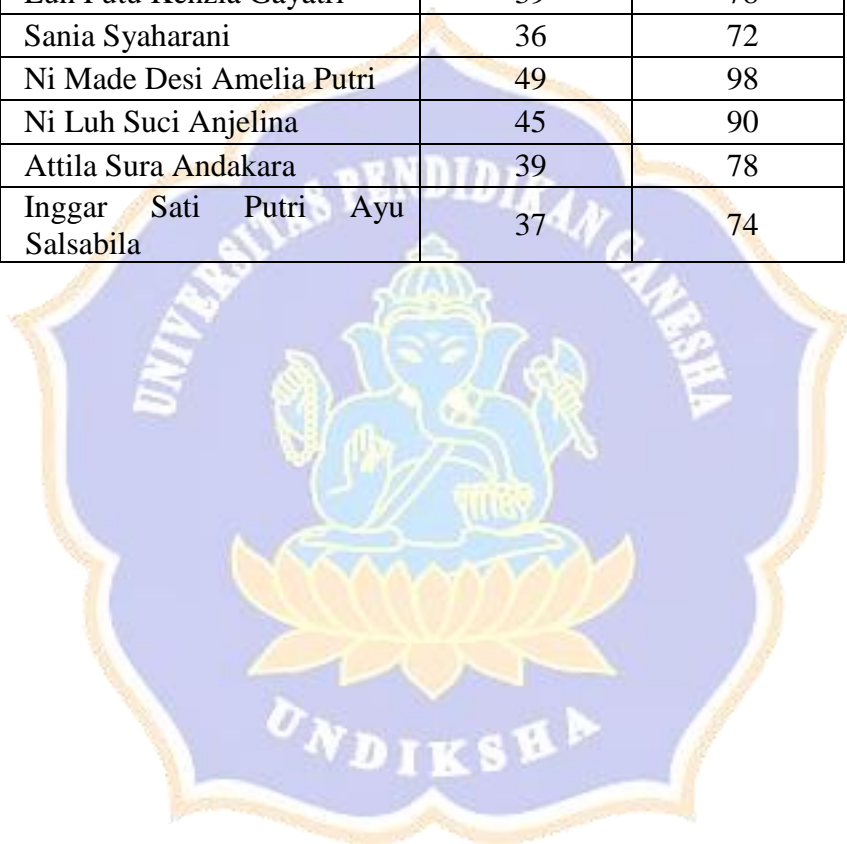 Sania Syaharani 36 72
Ni Made Desi Amelia Putri 49 98
Ni Luh Suci Anjelina 45 90
Attila Sura Andakara 39 78
Inggar Sati Putri Ayu
Salsabila 37 74
UNIVERSITAS PENDIDIKAN GANESHA
UNDIKSHA